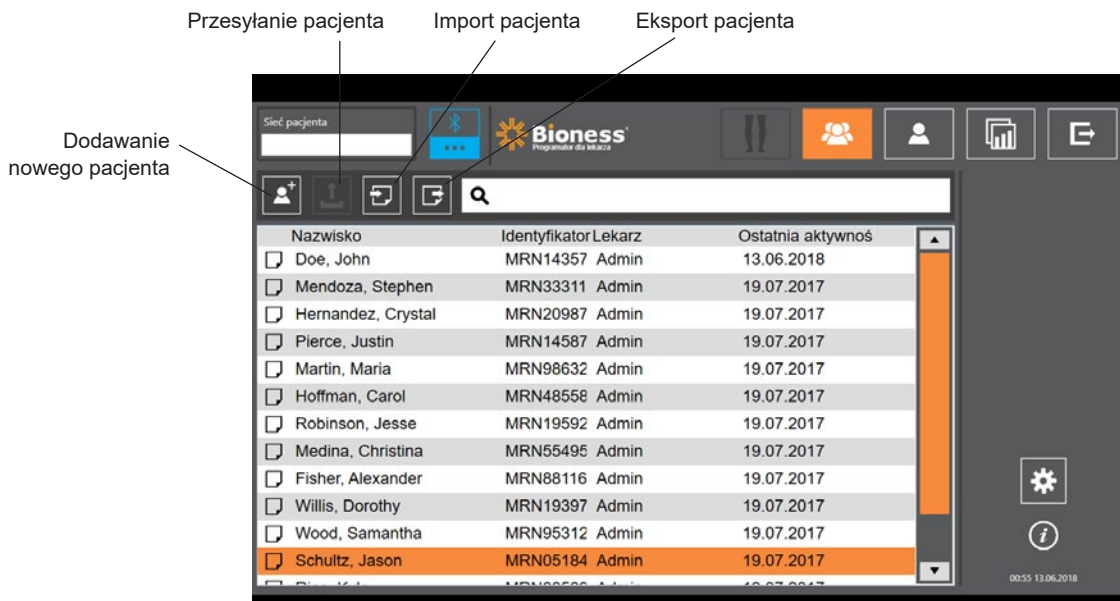 Przesyłanie pacjenta Import pacjenta Eksport pacjenta
Dodawanie
nowego pacjenta
Sieć pacjenta
Bioness
Programator dla lekarza
Nazwisko Identyfikator Lekarz Ostatnia aktywnoś
Doe, John MRN14357 Admin 13.06.2018
Mendoza, Stephen MRN33311 Admin 19.07.2017
Hernandez, Crystal MRN20987 Admin 19.07.2017
Pierce, Justin MRN14587 Admin 19.07.2017
Martin, Maria MRN98632 Admin 19.07.2017
Hoffman, Carol MRN48558 Admin 19.07.2017
Robinson, Jesse MRN19592 Admin 19.07.2017
Medina, Christina MRN55495 Admin 19.07.2017
Fisher, Alexander MRN88116 Admin 19.07.2017
Willis, Dorothy MRN19397 Admin 19.07.2017
Wood, Samantha MRN95312 Admin 19.07.2017
Schultz, Jason MRN05184 Admin 19.07.2017
00:55 13.06.2018